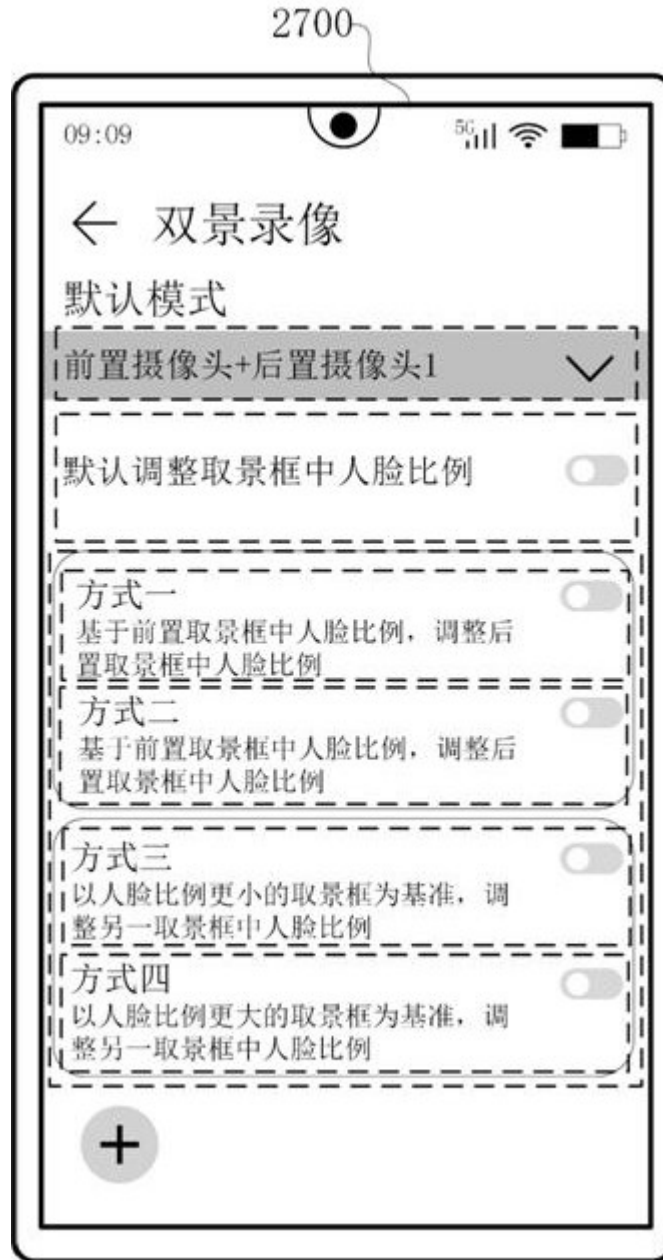 2700
09:09
5G
← 双景录像
默认模式
前置摄像头+后置摄像头1
默认调整取景框中人脸比例
方式一
基于前置取景框中人脸比例，调整后
置取景框中人脸比例
方式二
基于前置取景框中人脸比例，调整后
置取景框中人脸比例
方式三
以人脸比例更小的取景框为基准，调
整另一取景框中人脸比例
方式四
以人脸比例更大的取景框为基准，调
整另一取景框中人脸比例
+